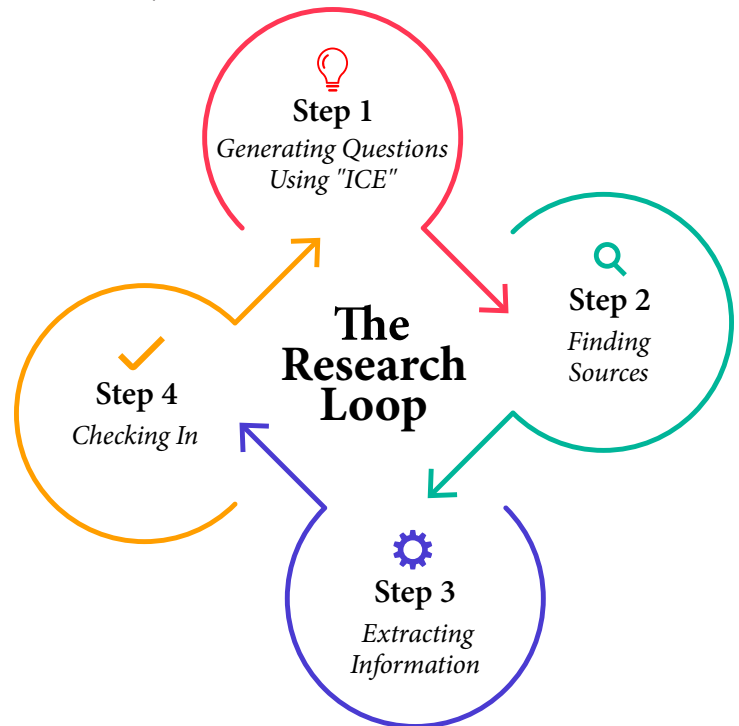 Step 1
Generating Questions
Using "ICE"
Step 2
Finding
Sources
The
Research
Loop
Step 4
Checking In
Step 3
Extracting
Information